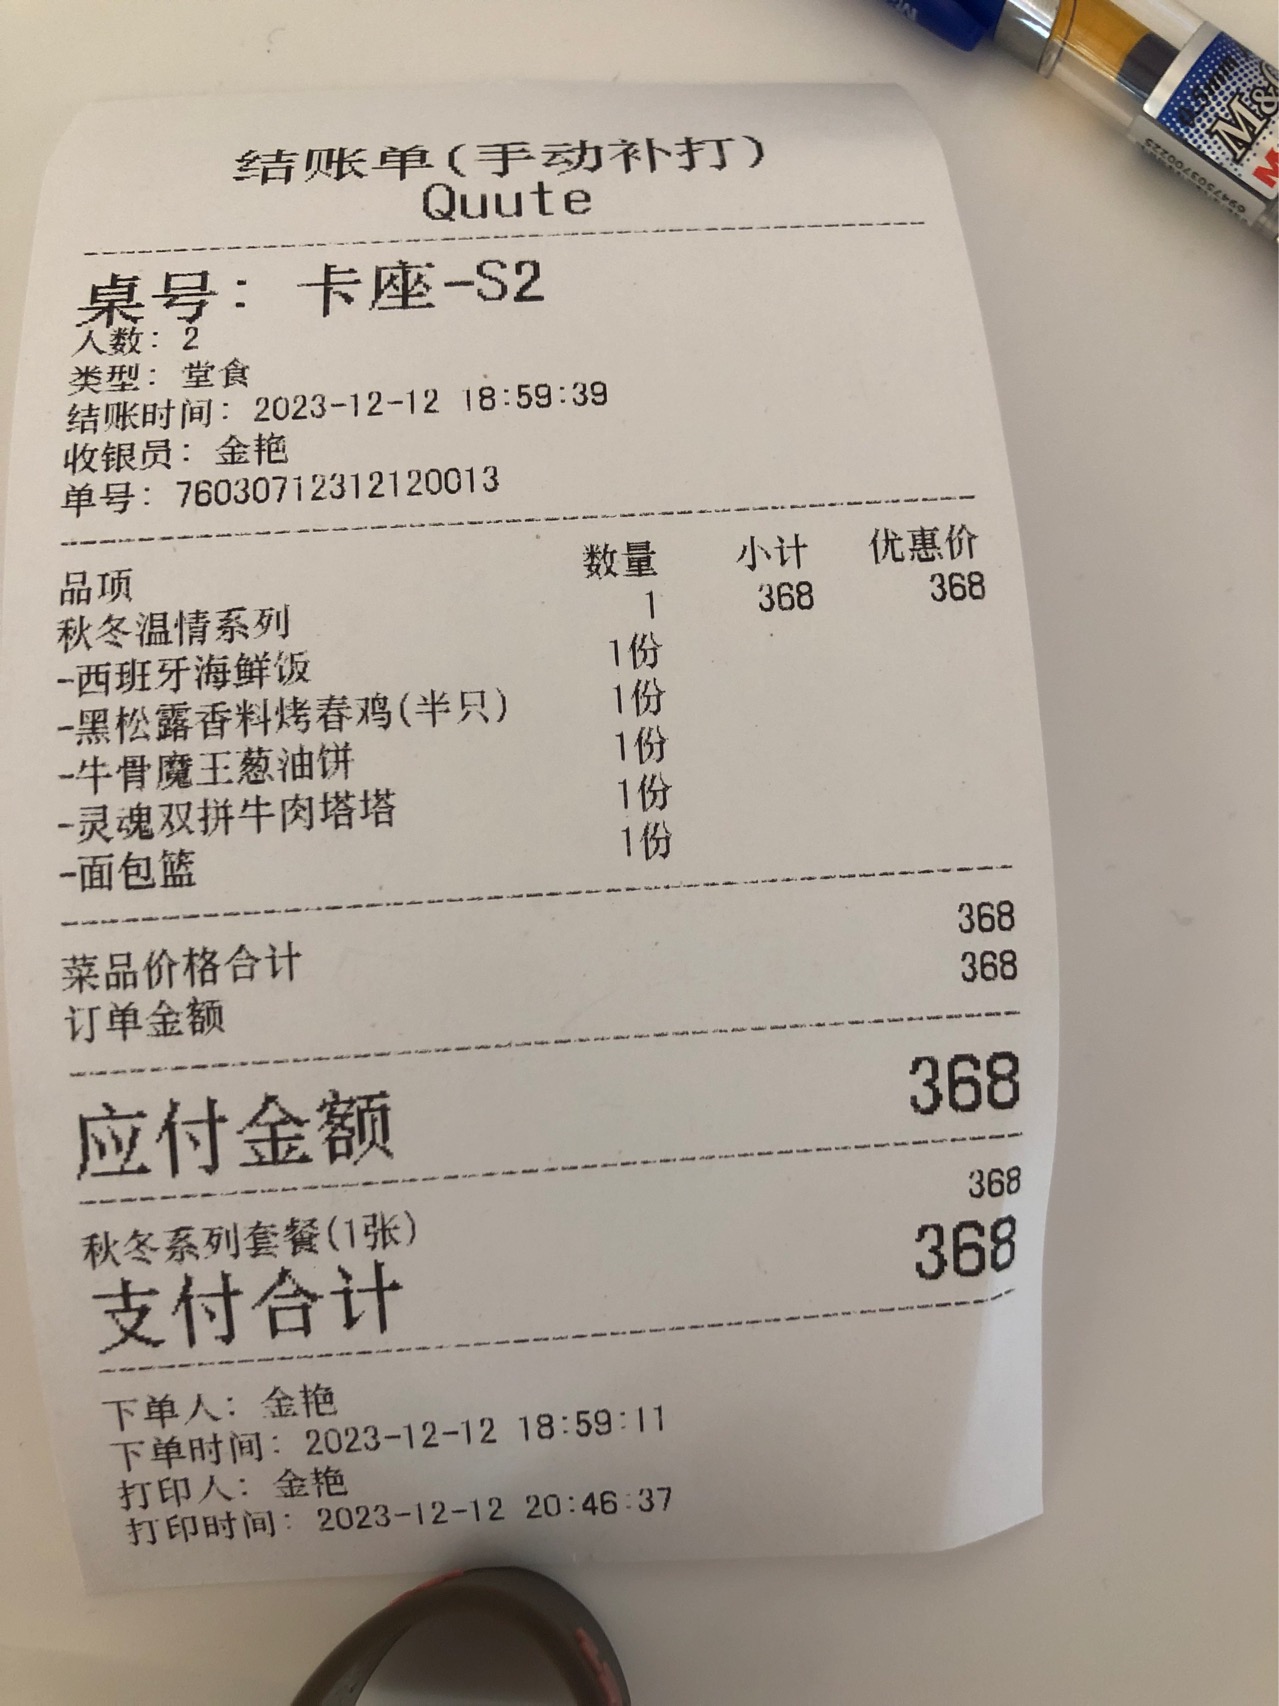 结账单(手动补打)
Quute
桌号: 卡座-S2
人数: 2
类型: 堂食
结账时间: 2023-12-12 18:59:39
收银员: 金艳
单号: 76030712312120013
品项 数量 小计 优惠价
秋冬温情系列 1 368 368
-西班牙海鲜饭 1份
-黑松露香料烤春鸡(半只) 1份
-牛骨魔王葱油饼 1份
-灵魂双拼牛肉塔塔 1份
-面包篮 1份
菜品价格合计 368
订单金额 368
应付金额 368
秋冬系列套餐(1张) 368
支付合计 368
下单人: 金艳
下单时间: 2023-12-12 18:59:11
打印人: 金艳
打印时间: 2023-12-12 20:46:37
0.5mm
M&